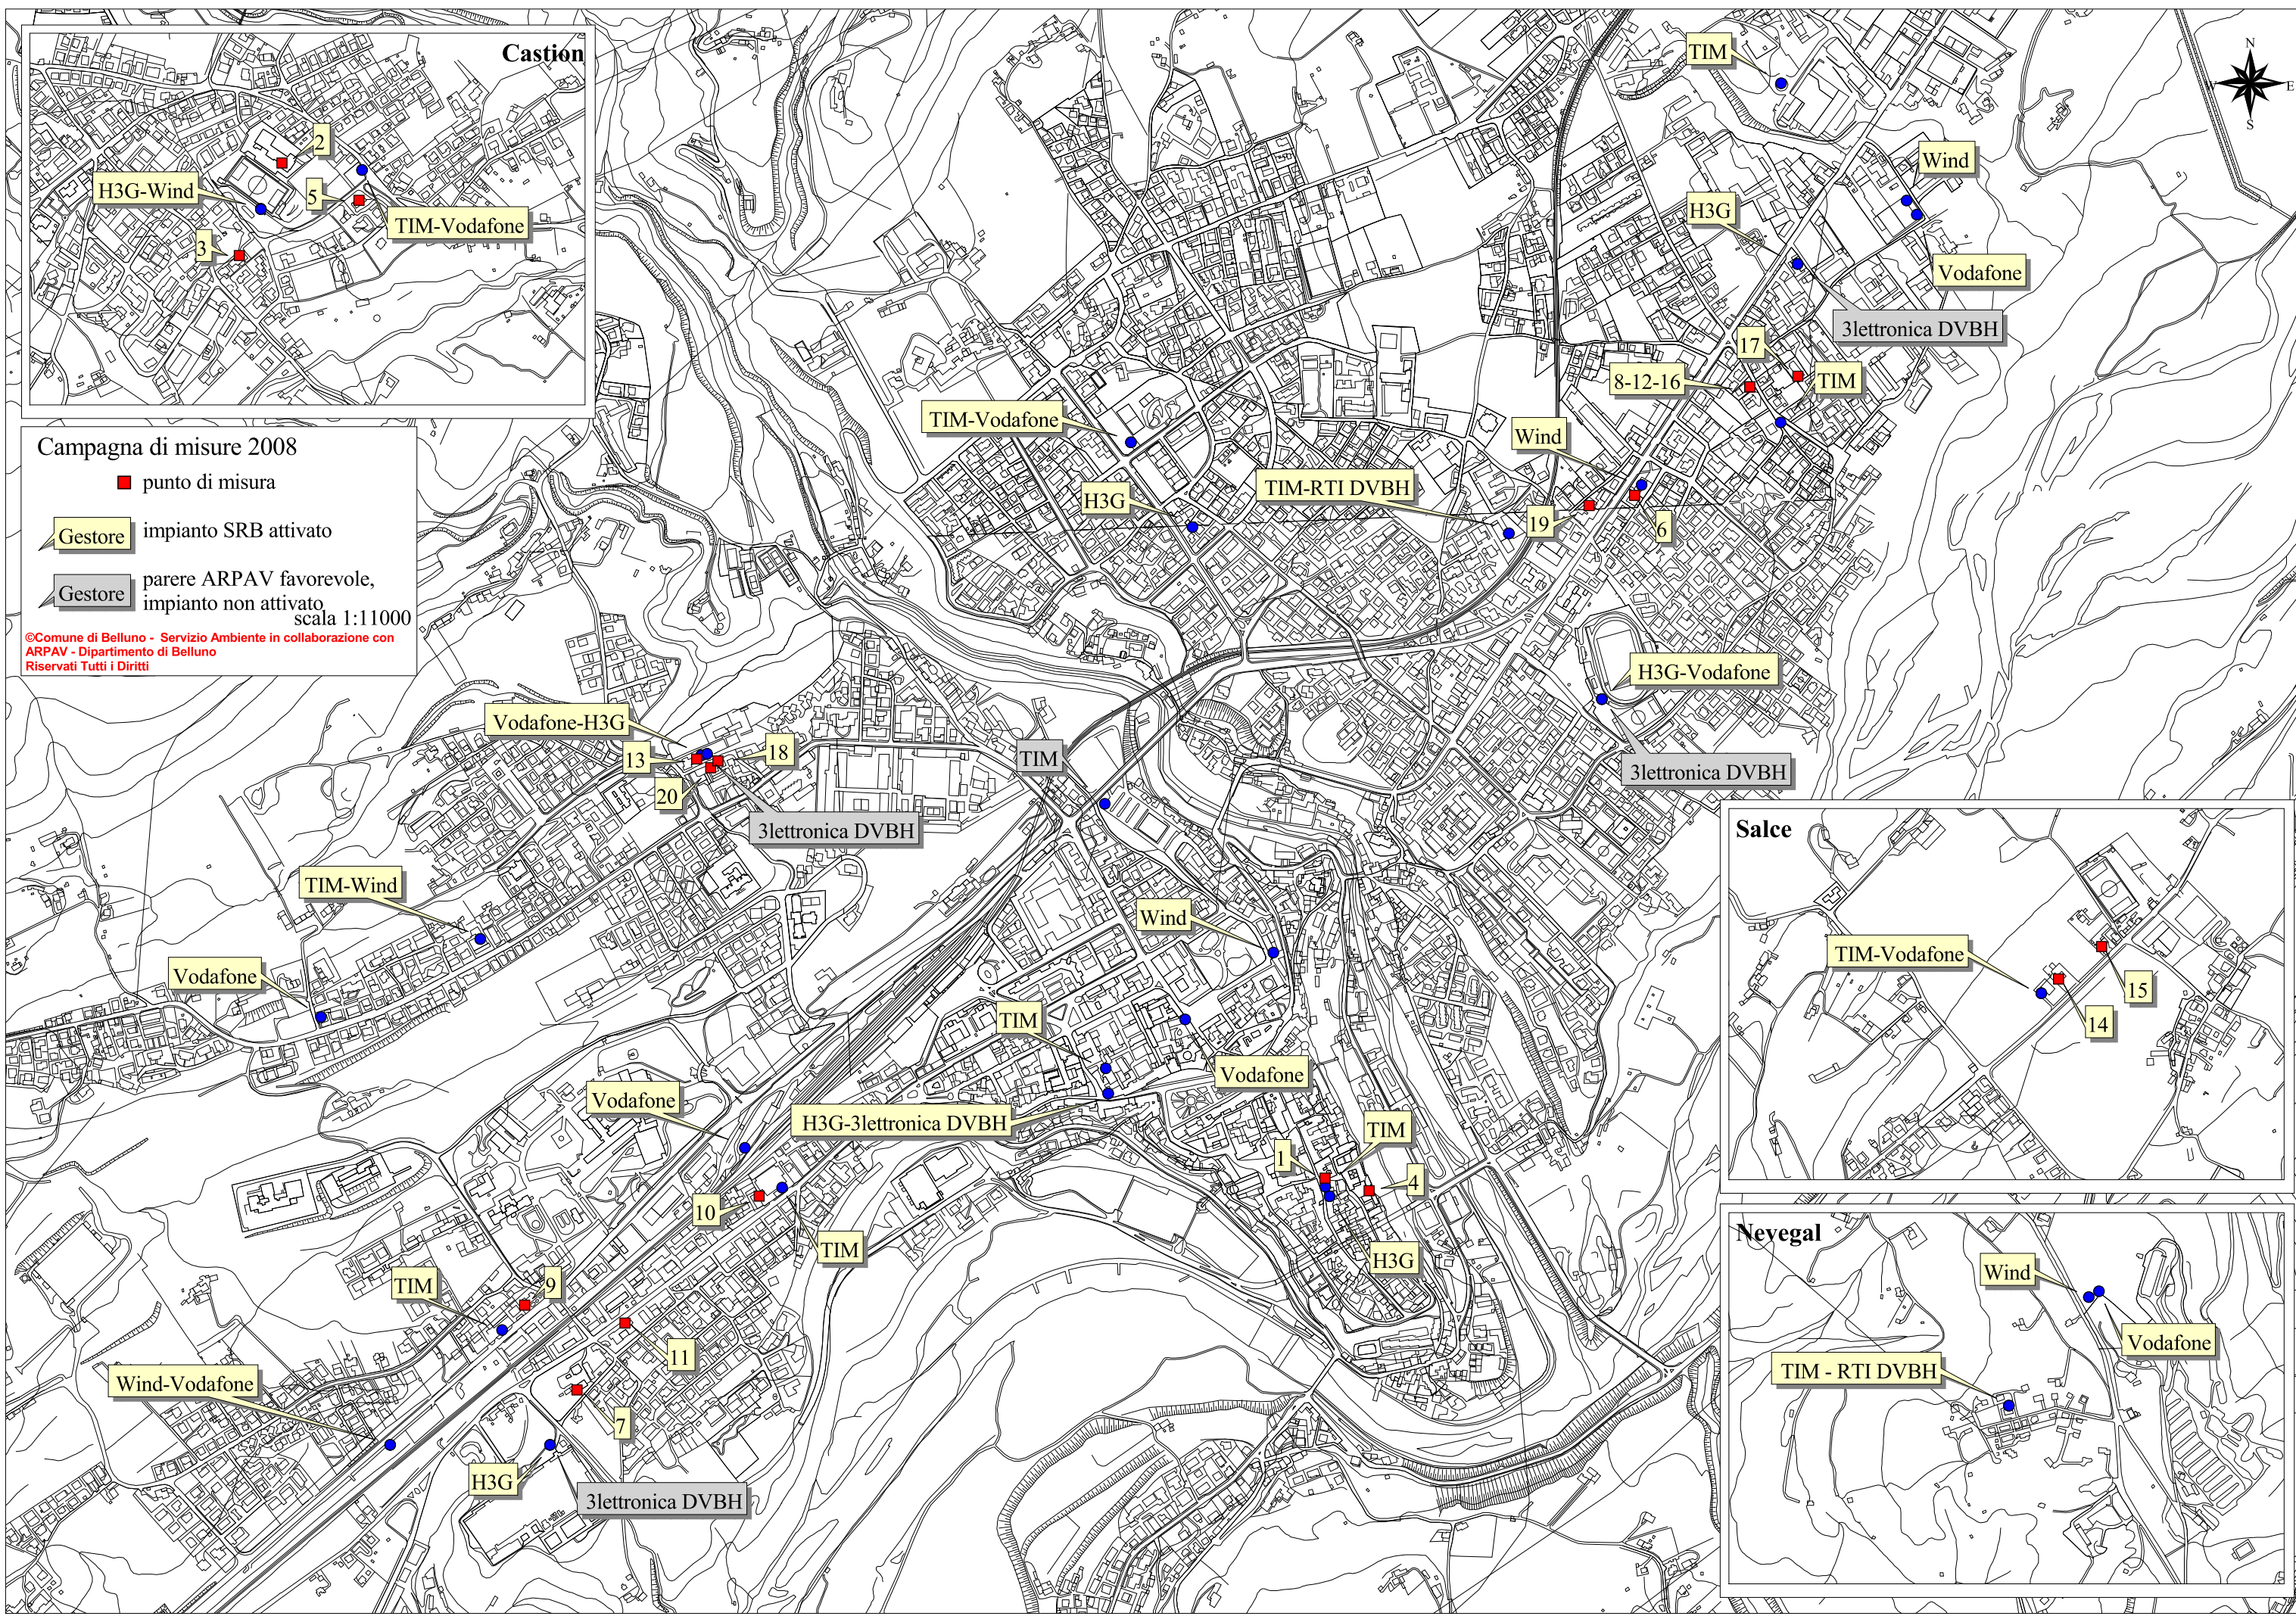 Castion
2
H3G-Wind
5
TIM-Vodafone
3
Campagna di misure 2008
punto di misura
Gestore
impianto SRB attivato
Gestore
parere ARPAV favorevole,
impianto non attivato
scala 1:11000
©Comune di Belluno - Servizio Ambiente in collaborazione con
ARPAV - Dipartimento di Belluno
Riservati Tutti i Diritti
TIM
N
W
E
S
Wind
H3G
Vodafone
3lettronica DVBH
17
8-12-16
TIM
TIM-Vodafone
Wind
H3G
TIM-RTI DVBH
19
6
H3G-Vodafone
3lettronica DVBH
Vodafone-H3G
13
18
20
3lettronica DVBH
TIM
TIM-Wind
Vodafone
Wind
TIM
Vodafone
Vodafone
H3G-3lettronica DVBH
1
TIM
4
10
TIM
H3G
TIM
9
11
Wind-Vodafone
7
H3G
3lettronica DVBH
Salce
TIM-Vodafone
15
14
Nevegal
Wind
Vodafone
TIM - RTI DVBH